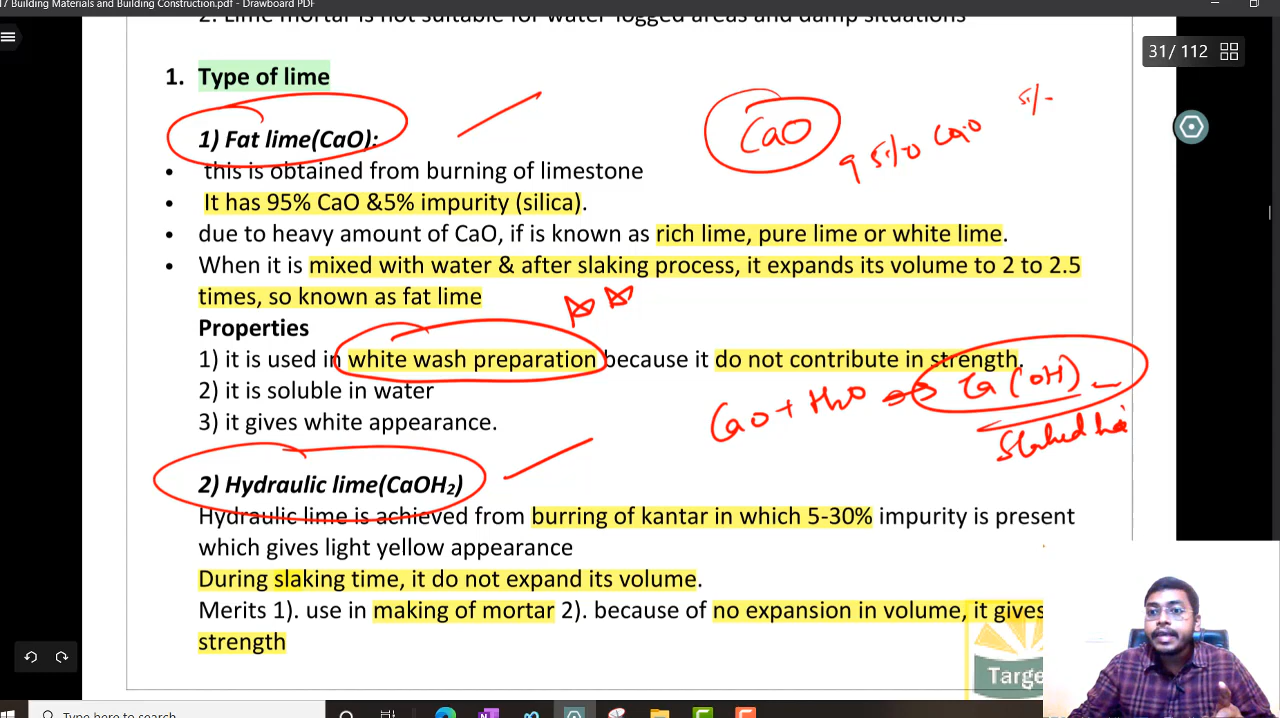 17 Building Materials and Building Construction.pdf - Drawboard PDF
2. Lime mortar is not suitable for water logged areas and damp situations
31/112
1. Type of lime
1) Fat lime(CaO):
CaO
95% CaO
5%
• this is obtained from burning of limestone
• It has 95% CaO &5% impurity (silica).
• due to heavy amount of CaO, if is known as rich lime, pure lime or white lime.
• When it is mixed with water & after slaking process, it expands its volume to 2 to 2.5
times, so known as fat lime
Properties
1) it is used in white wash preparation because it do not contribute in strength.
2) it is soluble in water
CaO + H2O → Ca(OH)
3) it gives white appearance.
Slaked
2) Hydraulic lime(CaOH₂)
Hydraulic lime is achieved from burring of kantar in which 5-30% impurity is present
which gives light yellow appearance
During slaking time, it do not expand its volume.
Merits 1). use in making of mortar 2). because of no expansion in volume, it gives
strength
Targe
Type here to search